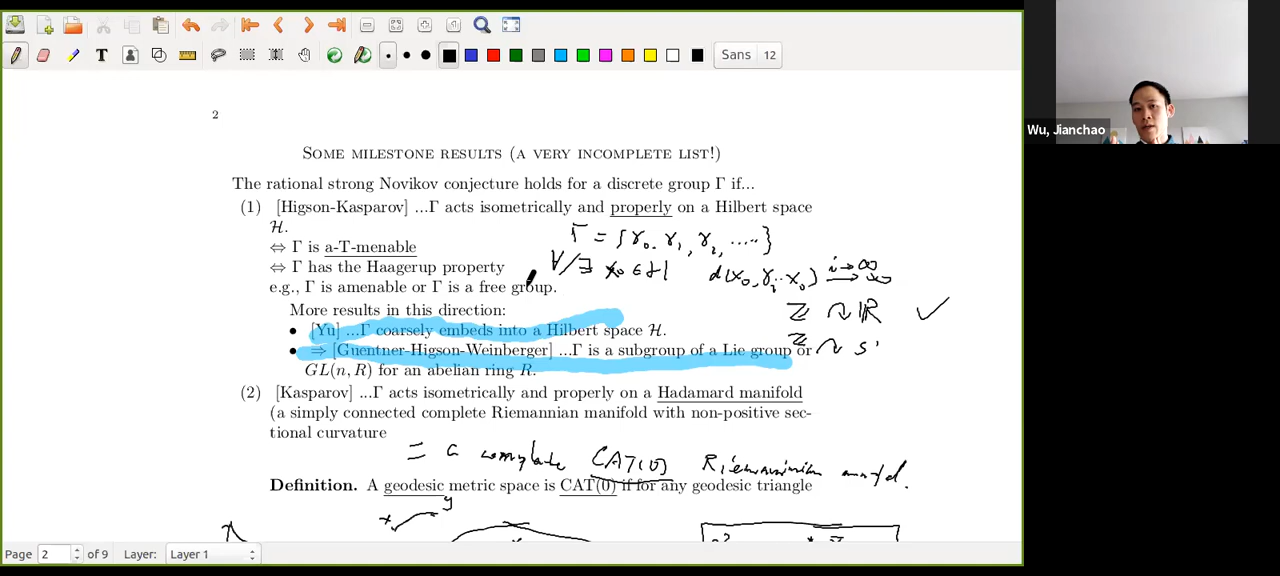 T
Sans 12
Wu, Jianchao
2
SOME MILESTONE RESULTS (A VERY INCOMPLETE LIST!)
The rational strong Novikov conjecture holds for a discrete group Γ if...
(1) [Higson-Kasparov] ...Γ acts isometrically and properly on a Hilbert space
ℋ.
Γ = {γ₀, γ₁, γ₂, .....}
⇔ Γ is a-T-menable
⇔ Γ has the Haagerup property
∀/∃ x₀ ∈ ℋ d(x₀, γᵢ·x₀) →^{i→∞} ∞
e.g., Γ is amenable or Γ is a free group.
More results in this direction:
ℤ ↷ ℝ ✓
• [Yu] ...Γ coarsely embeds into a Hilbert space ℋ.
ℤ ↷ S¹
• ⇒ [Guentner-Higson-Weinberger] ...Γ is a subgroup of a Lie group or
GL(n, R) for an abelian ring R.
(2) [Kasparov] ...Γ acts isometrically and properly on a Hadamard manifold
(a simply connected complete Riemannian manifold with non-positive sec-
tional curvature
= a complete CAT(0) Riemannian manifd.
Definition. A geodesic metric space is CAT(0) if for any geodesic triangle
x y
Page 2 of 9 Layer: Layer 1